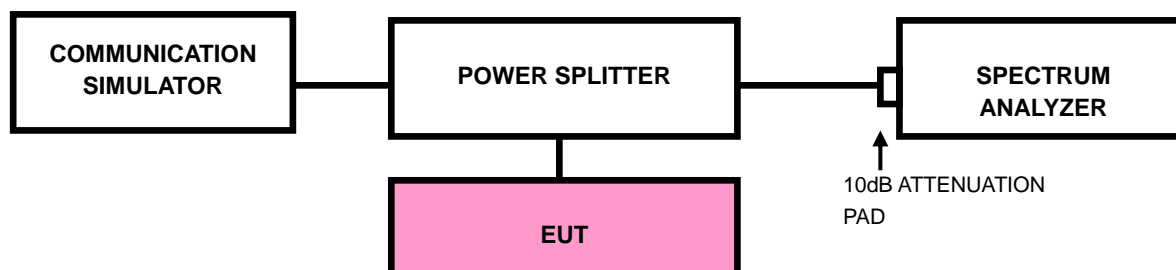 COMMUNICATION
SIMULATOR
POWER SPLITTER
SPECTRUM
ANALYZER
10dB ATTENUATION
PAD
EUT